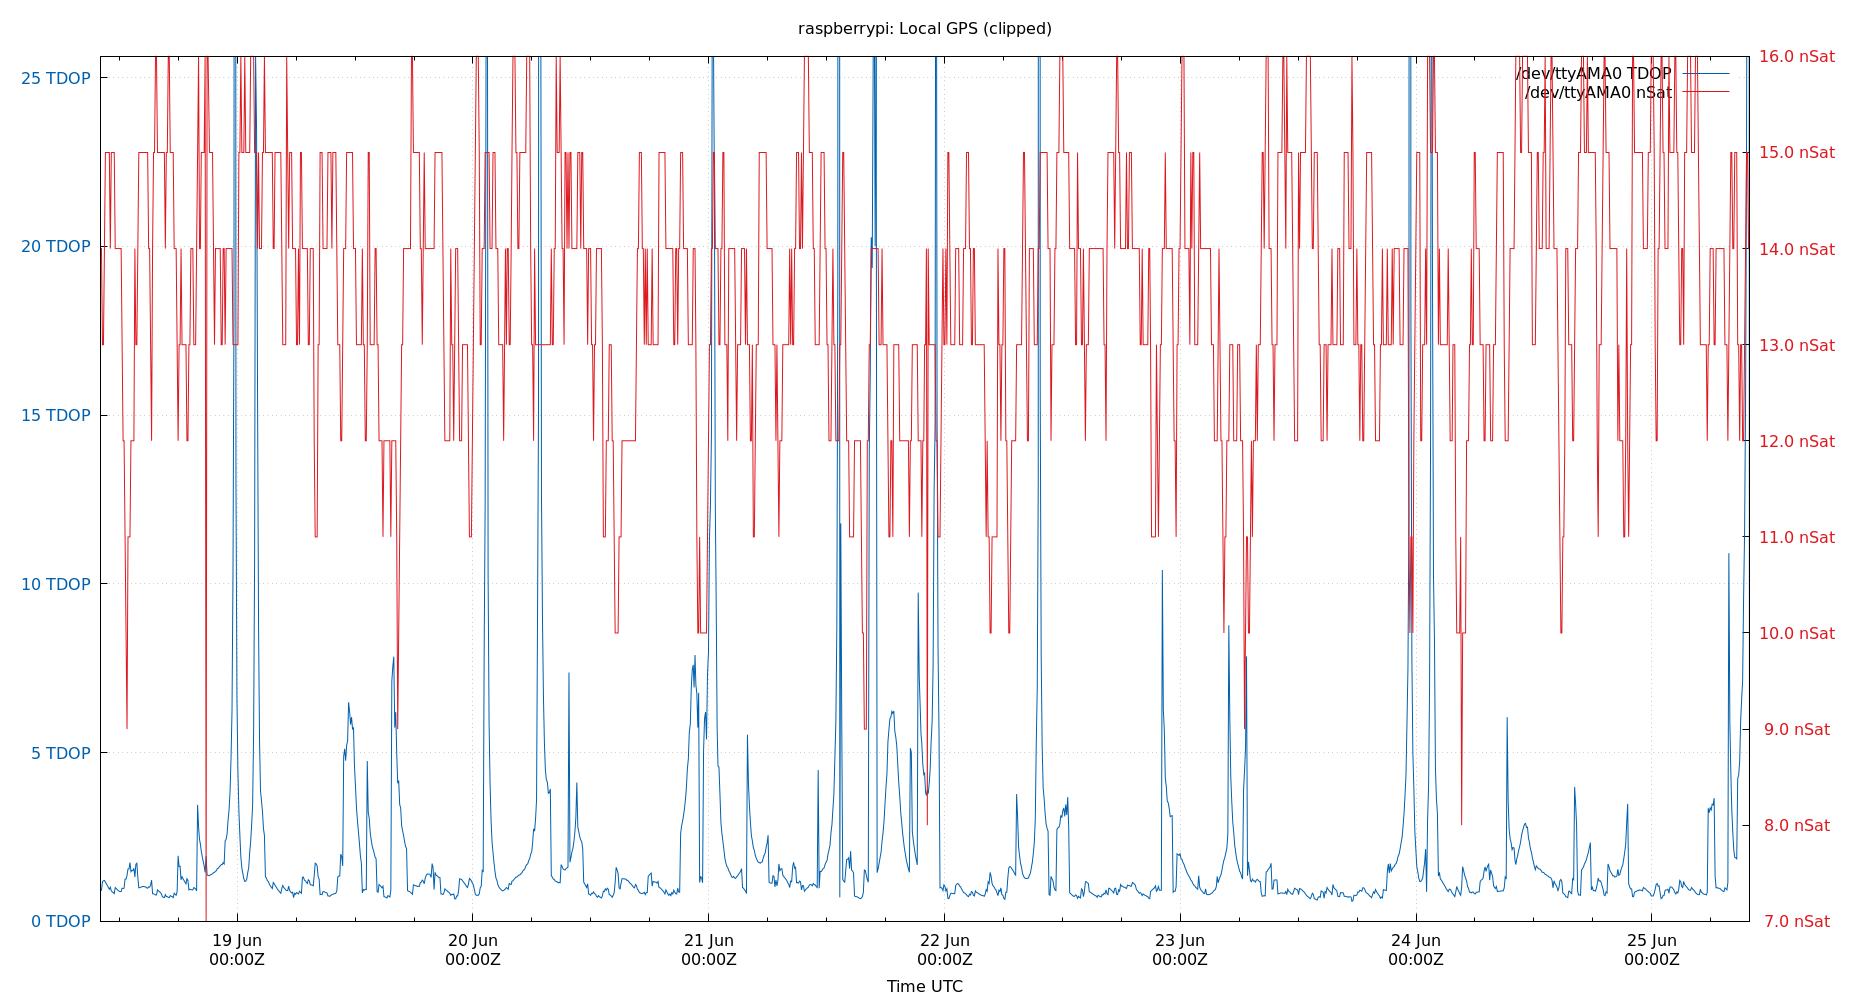 raspberrypi: Local GPS (clipped)
25 TDOP
20 TDOP
15 TDOP
10 TDOP
5 TDOP
0 TDOP
16.0 nSat
15.0 nSat
14.0 nSat
13.0 nSat
12.0 nSat
11.0 nSat
10.0 nSat
9.0 nSat
8.0 nSat
7.0 nSat
/dev/ttyAMA0 TDOP
/dev/ttyAMA0 nSat
19 Jun
00:00Z
20 Jun
00:00Z
21 Jun
00:00Z
22 Jun
00:00Z
23 Jun
00:00Z
24 Jun
00:00Z
25 Jun
00:00Z
Time UTC